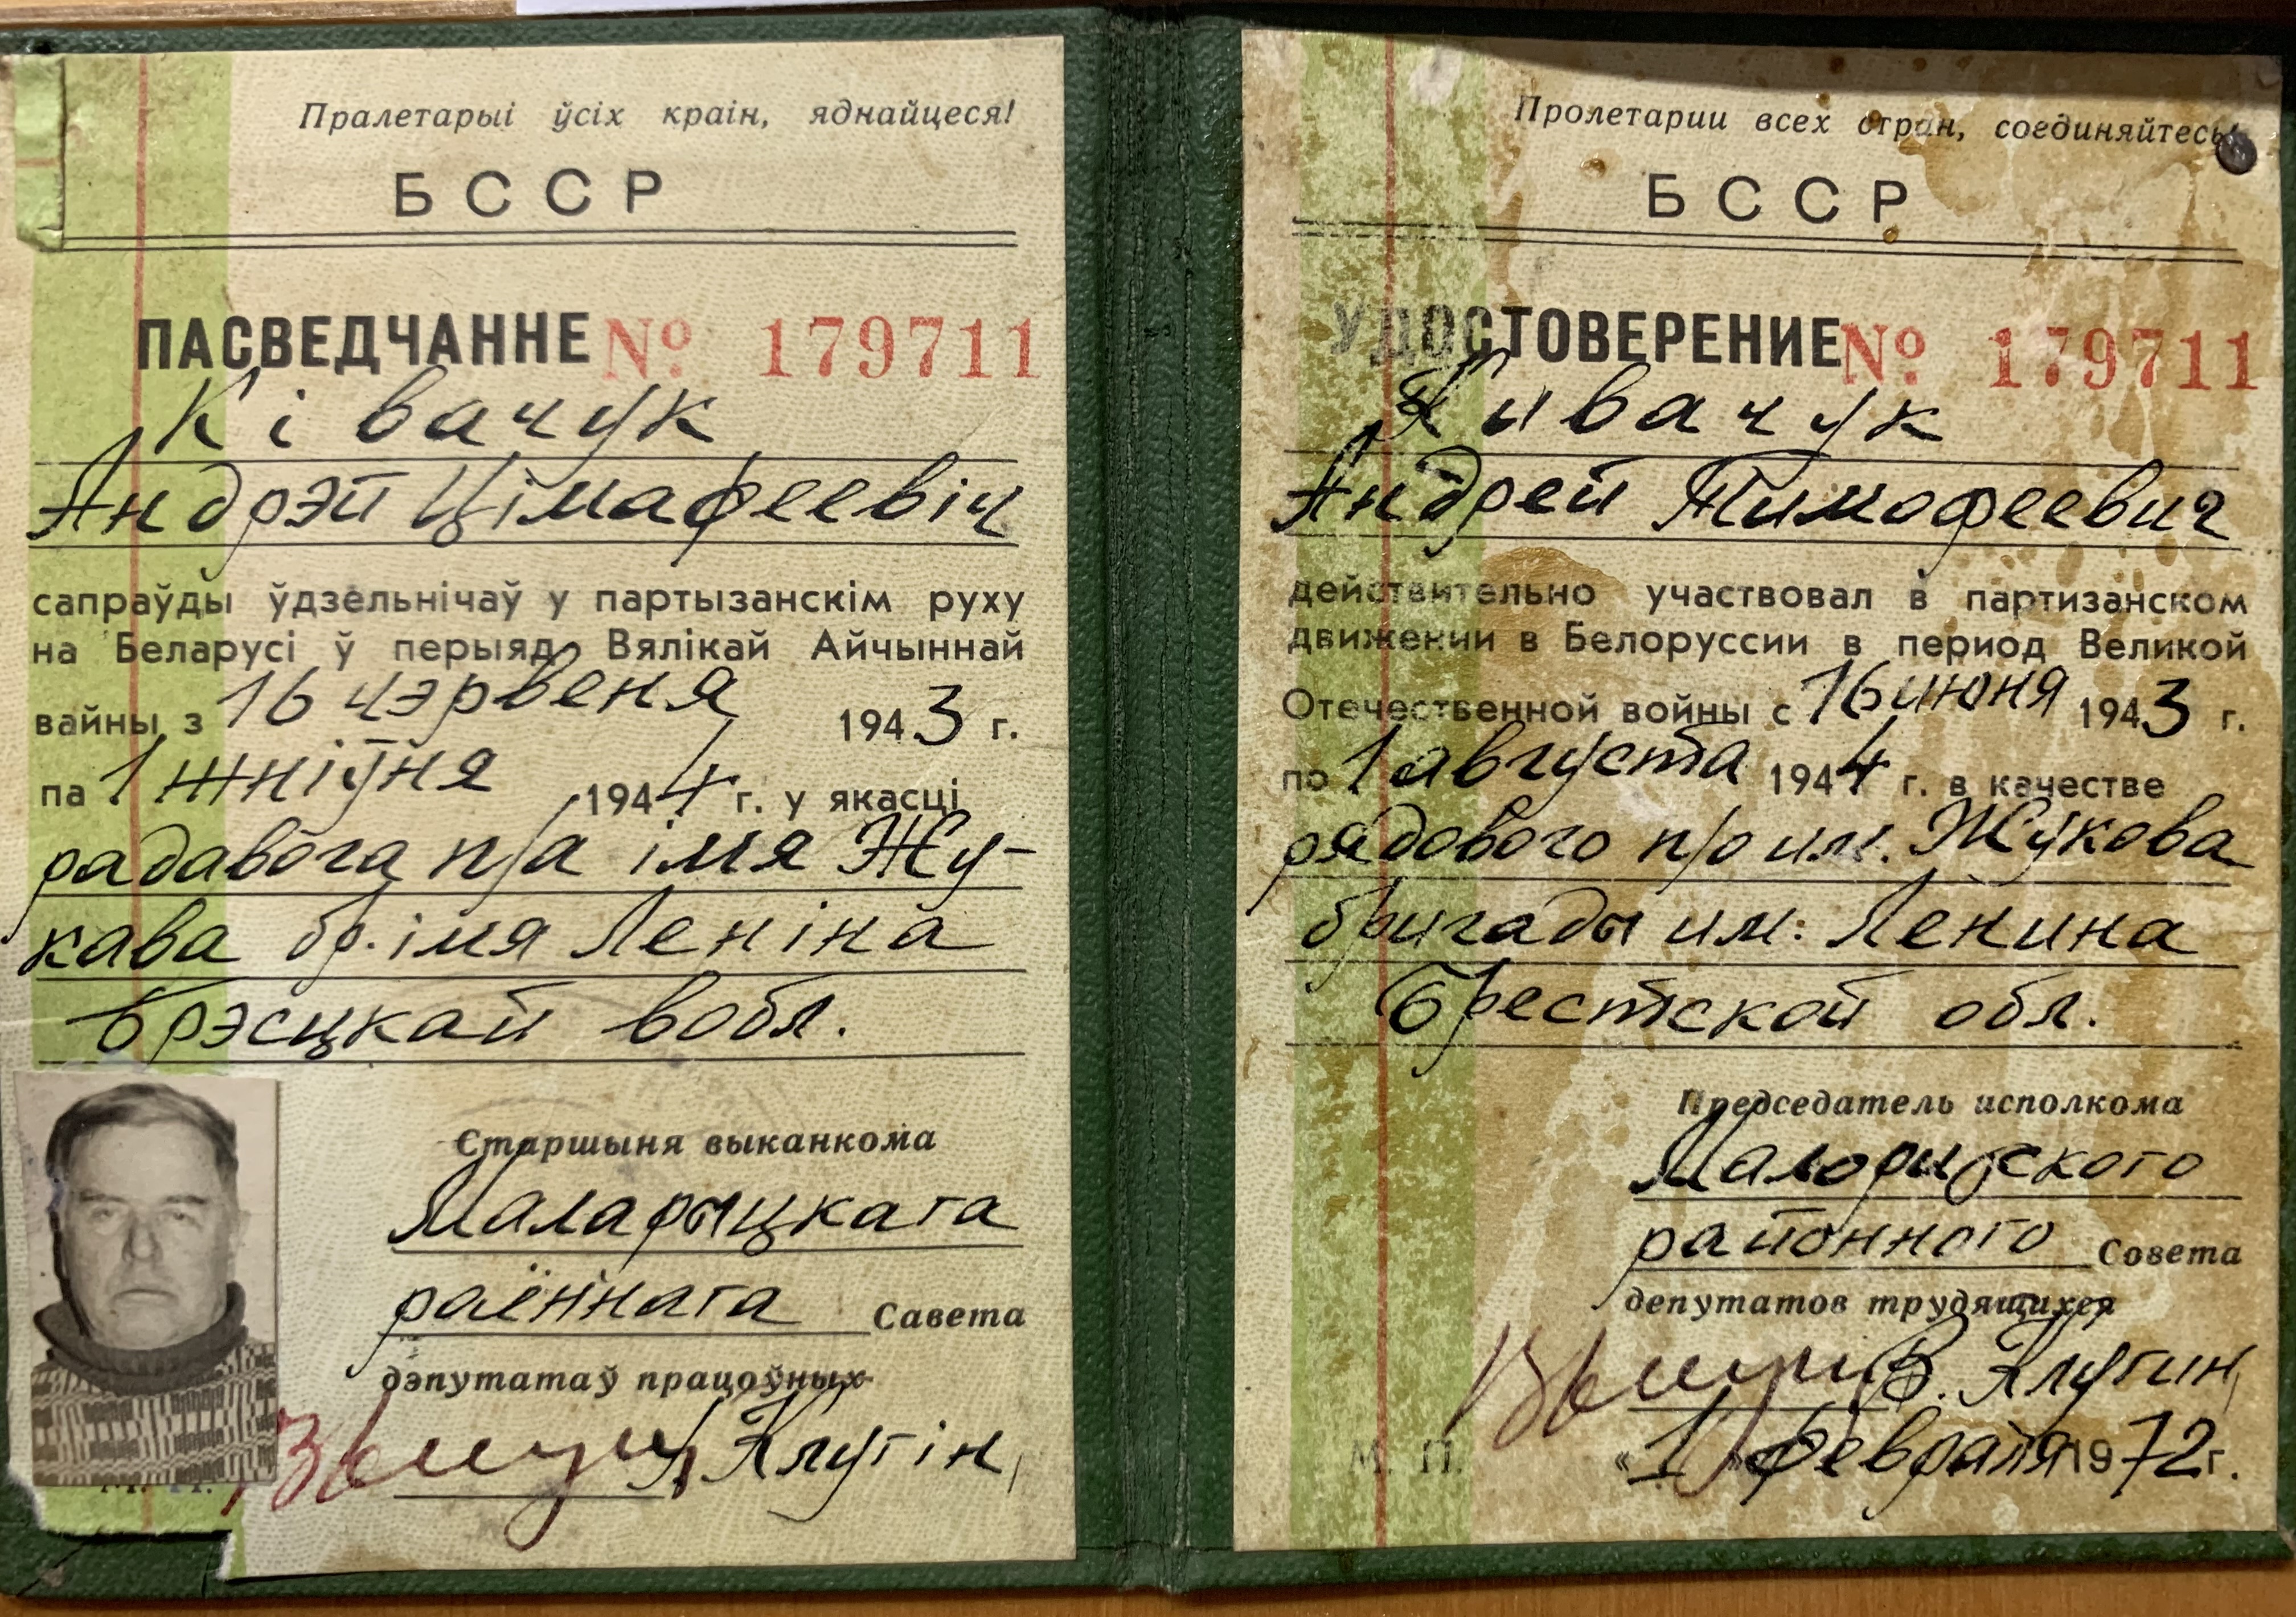 Пралетарыі ўсіх краін, яднайцеся!
БССР
ПАСВЕДЧАННЕ № 179711
Ківачук
Андрэй Цімафеевіч
сапраўды ўдзельнічаў у партызанскім руху
на Беларусі ў перыяд Вялікай Айчыннай
вайны з 16 чэрвеня 1943 г.
па 1 жніўня 1944 г. у якасці
радавога п/а імя Жу-
кава бр. імя Леніна
Брэсцкай вобл.
Старшыня выканкома
Маларыцкага
раённага Савета
дэпутатаў працоўных
Клугін
Пролетарии всех стран, соединяйтесь!
БССР
УДОСТОВЕРЕНИЕ № 179711
Кывачук
Андрей Тимофеевич
действительно участвовал в партизанском
движении в Белоруссии в период Великой
Отечественной войны с 16 июня 1943 г.
по 1 августа 1944 г. в качестве
рядового п/о им. Жукова
бригады им. Ленина
Брестской обл.
Председатель исполкома
Малоритского
районного Совета
депутатов трудящихся
В. Клугин
М. П. «1» февраля 1972 г.